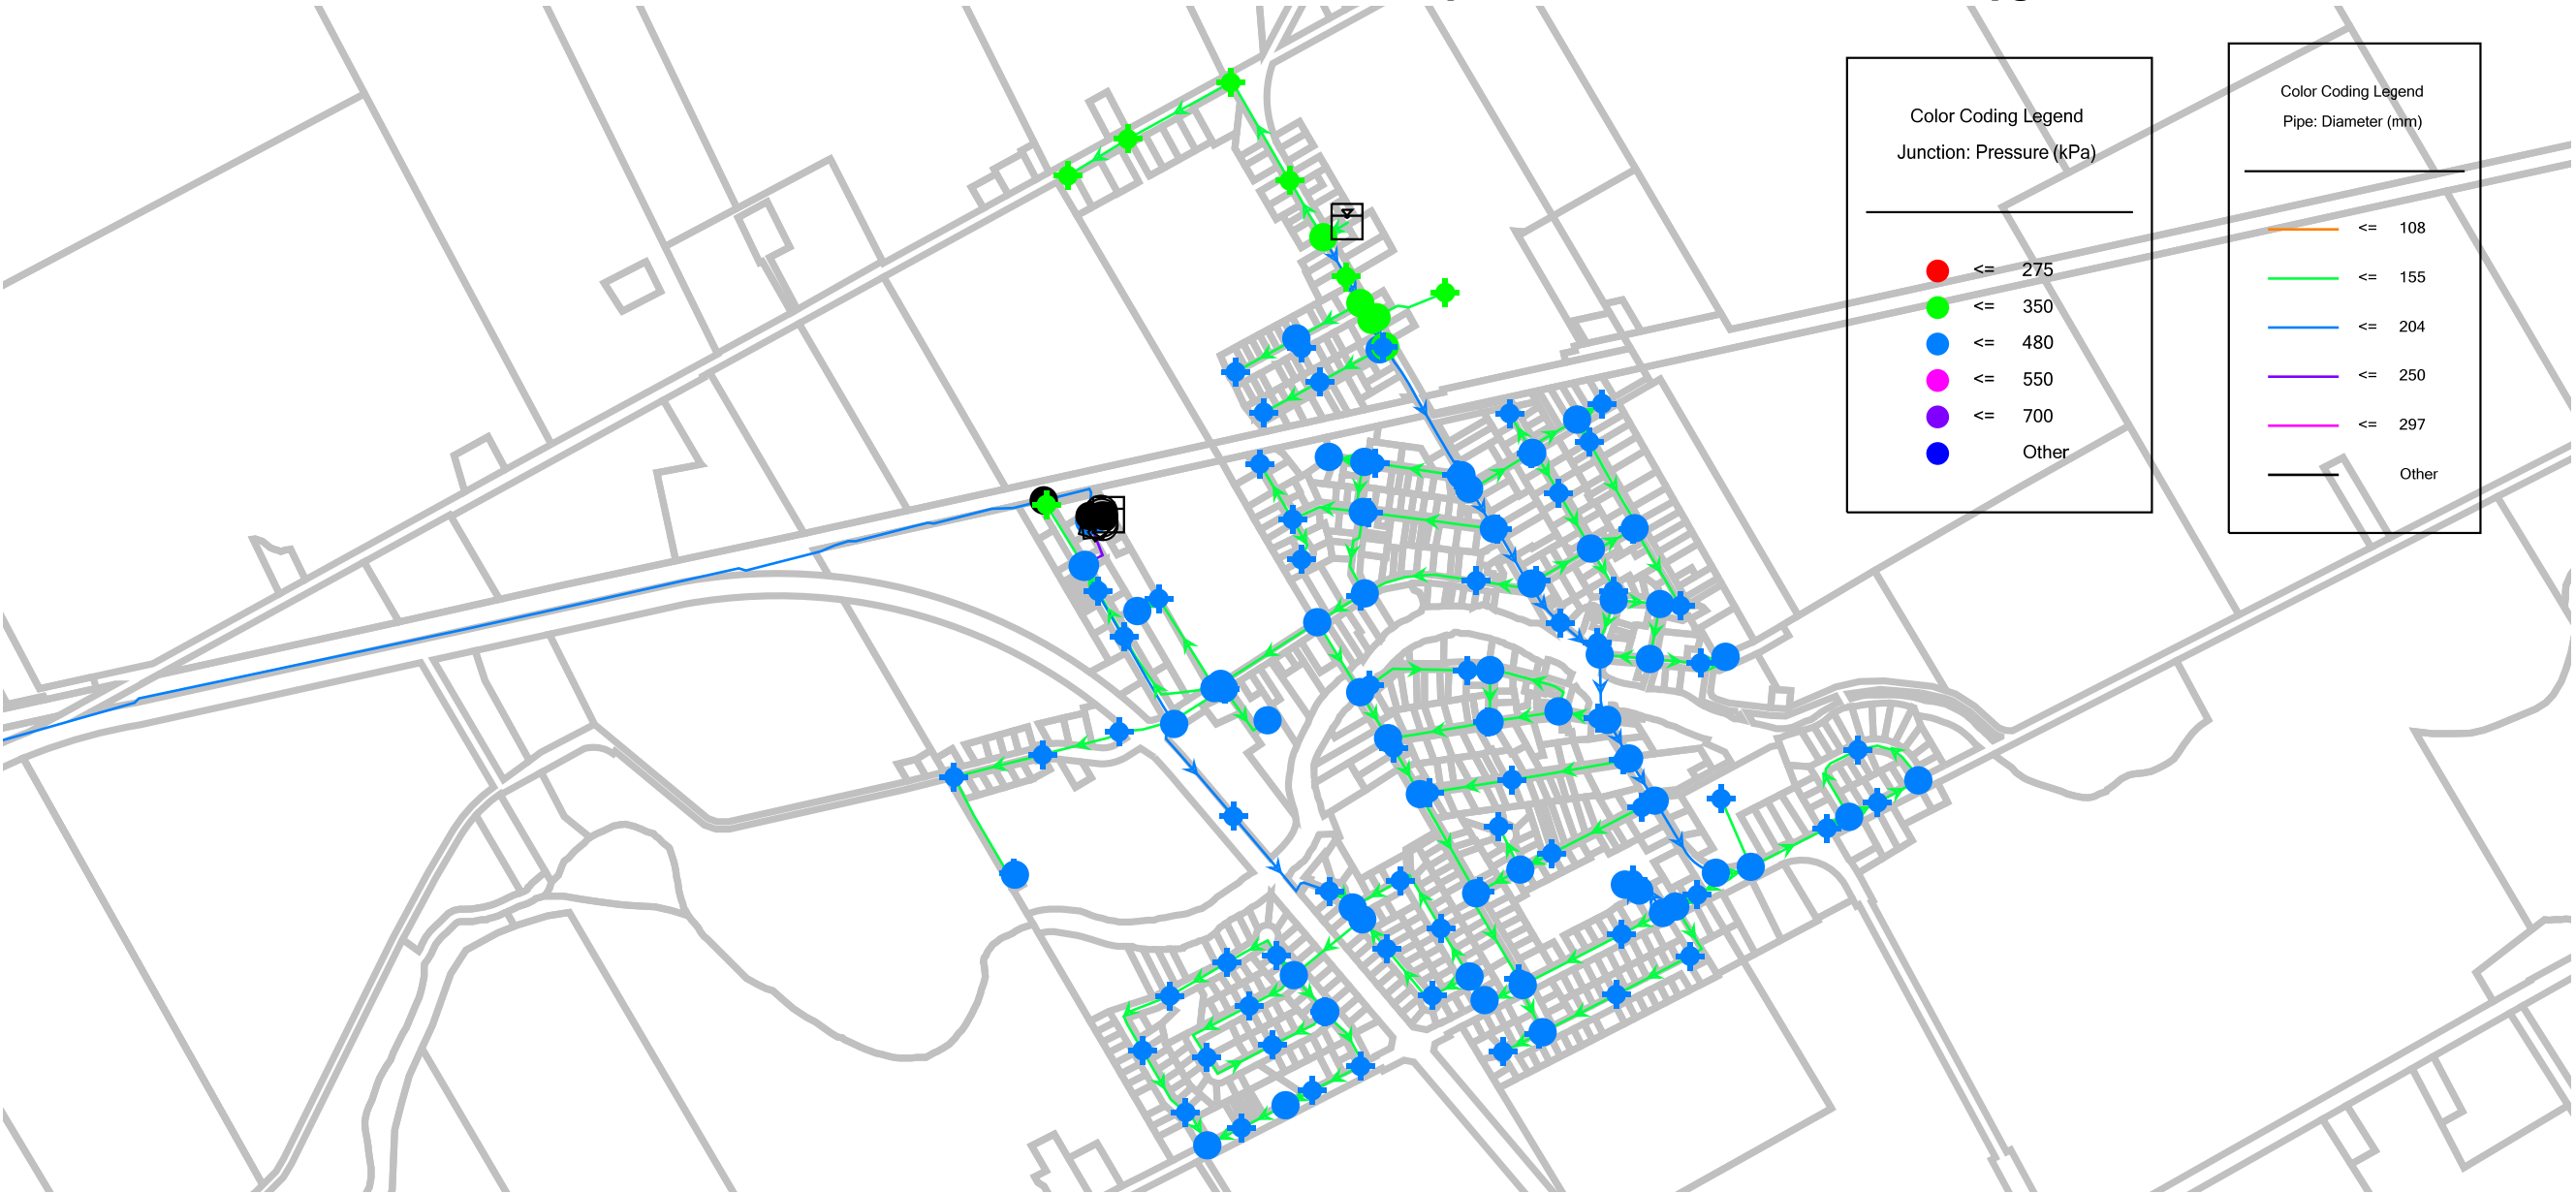 Color Coding Legend
Junction: Pressure (kPa)
<= 275
<= 350
<= 480
<= 550
<= 700
Other
Color Coding Legend
Pipe: Diameter (mm)
<= 108
<= 155
<= 204
<= 250
<= 297
Other